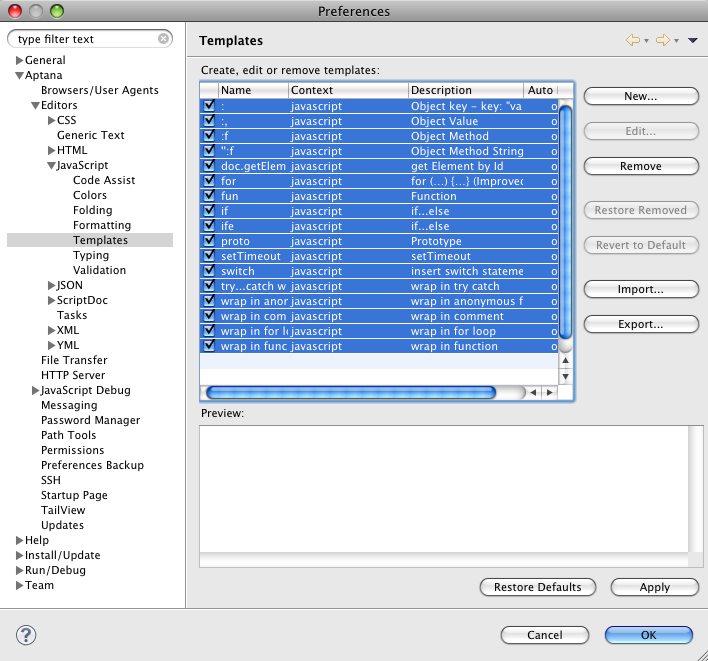 Preferences
type filter text
General
Aptana
Browsers/User Agents
Editors
CSS
Generic Text
HTML
JavaScript
Code Assist
Colors
Folding
Formatting
Templates
Typing
Validation
JSON
ScriptDoc
Tasks
XML
YML
File Transfer
HTTP Server
JavaScript Debug
Messaging
Password Manager
Path Tools
Permissions
Preferences Backup
SSH
Startup Page
TailView
Updates
Help
Install/Update
Run/Debug
Team
Templates
Create, edit or remove templates:
Name Context Description Auto
: javascript Object key – key: "va o
:, javascript Object Value o
:f javascript Object Method o
":f javascript Object Method String o
doc.getElem javascript get Element by Id o
for javascript for (...) {...} (Improved o
fun javascript Function o
if javascript if...else o
ife javascript if...else o
proto javascript Prototype o
setTimeout javascript setTimeout o
switch javascript insert switch stateme o
try...catch w javascript wrap in try catch o
wrap in anor javascript wrap in anonymous f o
wrap in com javascript wrap in comment o
wrap in for lo javascript wrap in for loop o
wrap in func javascript wrap in function o
New...
Edit...
Remove
Restore Removed
Revert to Default
Import...
Export...
Preview:
Restore Defaults
Apply
?
Cancel
OK